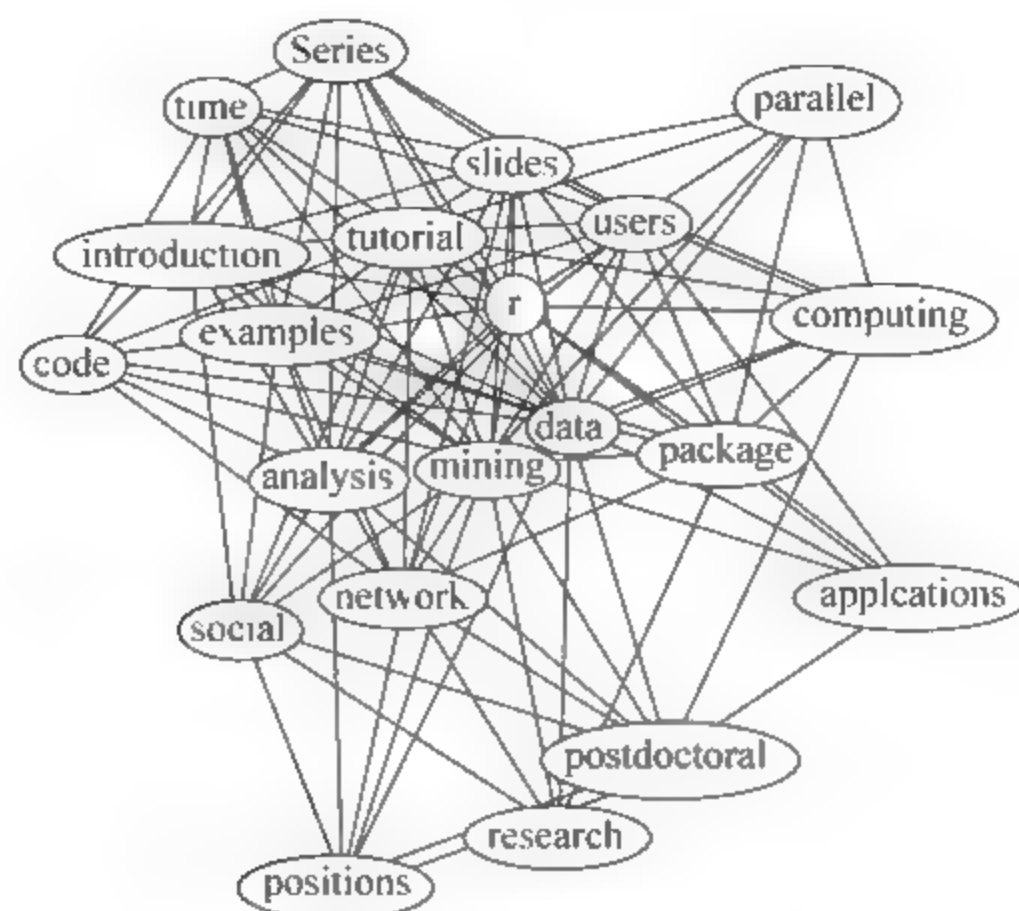 Series
time
parallel
slides
users
tutorial
introduction
r
computing
examples
code
data
package
analysis
mining
network
applcations
social
postdoctoral
research
positions